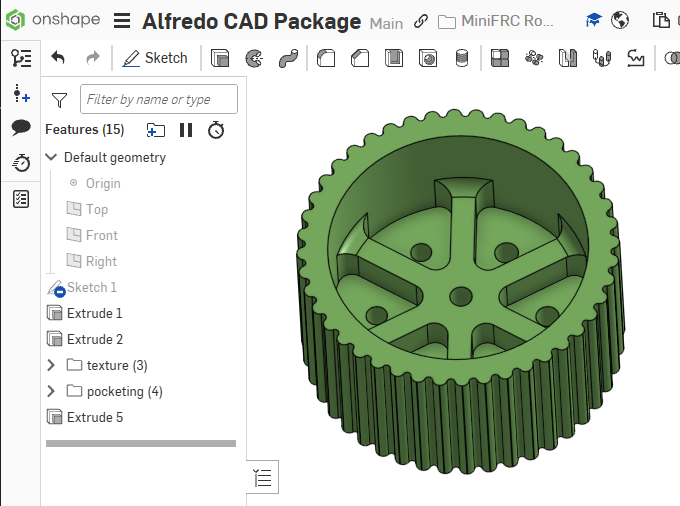 onshape Alfredo CAD Package Main MiniFRC Ro...
Sketch
Filter by name or type
Features (15)
Default geometry
Origin
Top
Front
Right
Sketch 1
Extrude 1
Extrude 2
texture (3)
pocketing (4)
Extrude 5